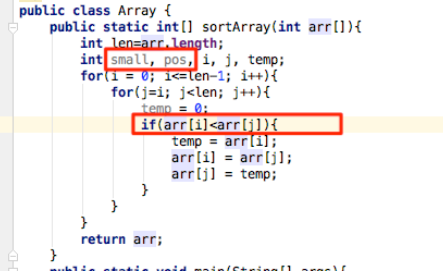 public class Array {
public static int[] sortArray(int arr[]){
int len=arr.length;
int small, pos, i, j, temp;
for(i = 0; i<=len-1; i++){
for(j=i; j<len; j++){
temp = 0;
if(arr[i]<arr[j]){
temp = arr[i];
arr[i] = arr[j];
arr[j] = temp;
}
}
}
return arr;
}
public static void main(String[] args){